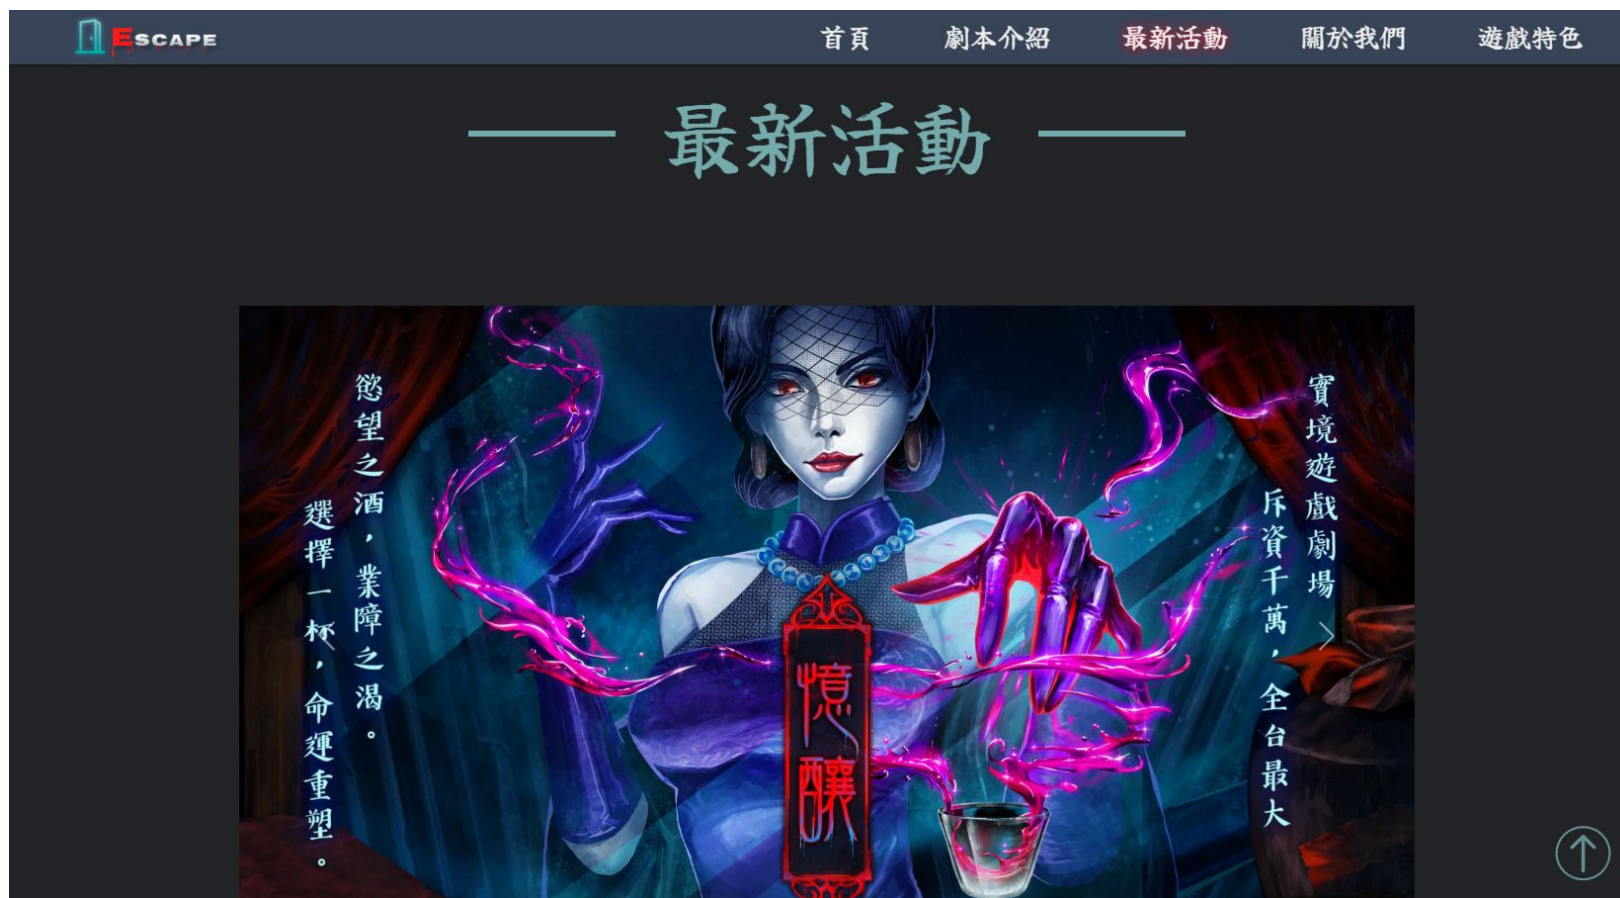 ESCAPE
首頁
劇本介紹
最新活動
關於我們
遊戲特色
最新活動
實境遊戲劇場
斥資千萬，全台最大
憶釀
慾望之酒，業障之渴。
選擇一杯，命運重塑。